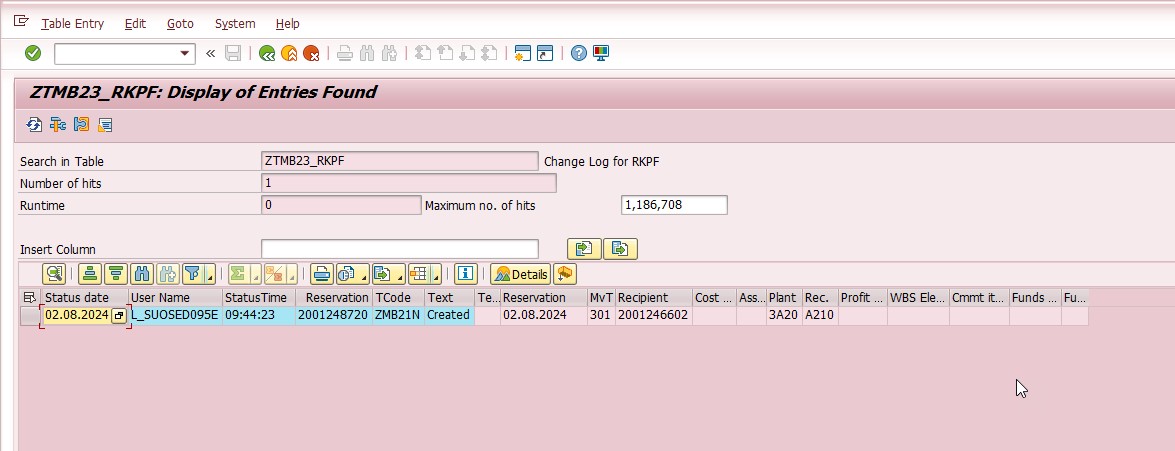 Table Entry Edit Goto System Help
«
ZTMB23_RKPF: Display of Entries Found
Search in Table ZTMB23_RKPF Change Log for RKPF
Number of hits 1
Runtime 0 Maximum no. of hits 1,186,708
Insert Column
Details
Status date User Name StatusTime Reservation TCode Text Te... Reservation MvT Recipient Cost ... Ass... Plant Rec. Profit ... WBS Ele... Cmmt it... Funds ... Fu...
02.08.2024 L_SUOSED095E 09:44:23 2001248720 ZMB21N Created 02.08.2024 301 2001246602 3A20 A210